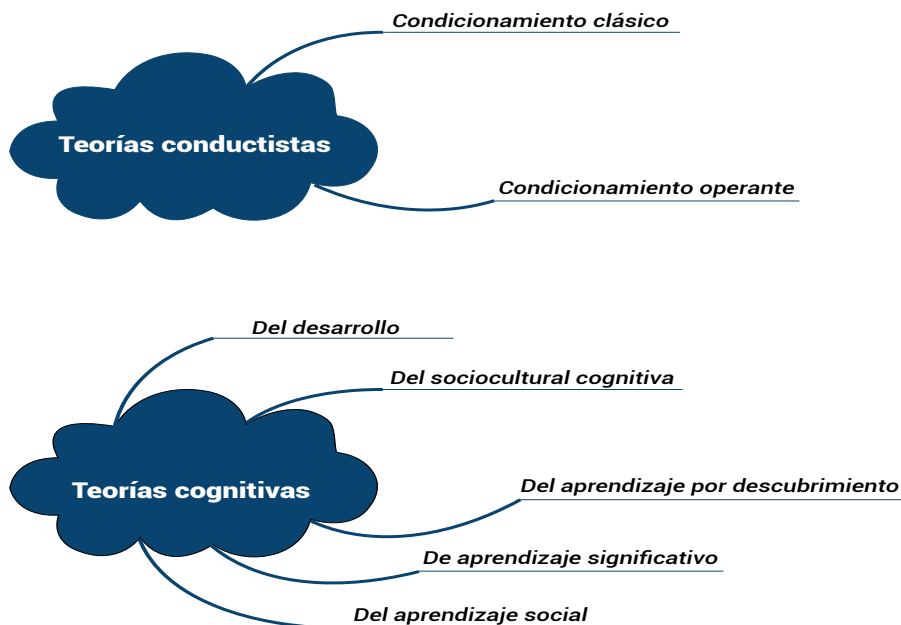 Condicionamiento clásico
Teorías conductistas
Condicionamiento operante
Del desarrollo
Del sociocultural cognitiva
Teorías cognitivas
Del aprendizaje por descubrimiento
De aprendizaje significativo
Del aprendizaje social